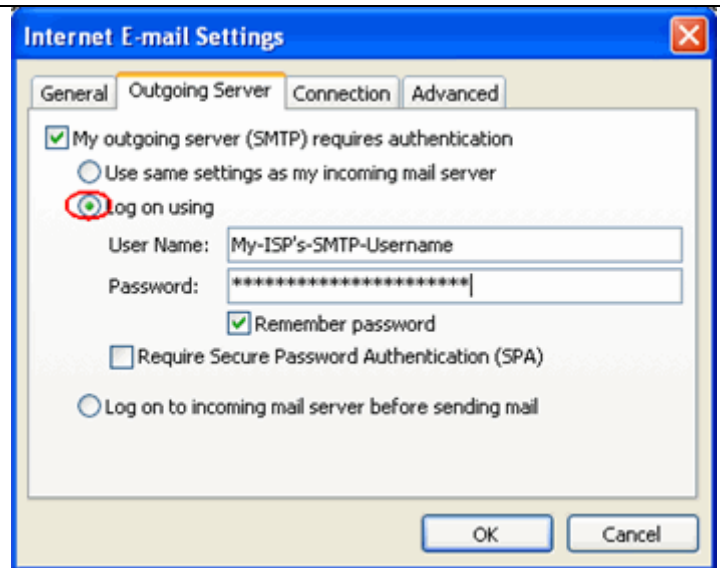 Internet E-mail Settings
General Outgoing Server Connection Advanced
My outgoing server (SMTP) requires authentication
Use same settings as my incoming mail server
Log on using
User Name: My-ISP's-SMTP-Username
Password: **********************
Remember password
Require Secure Password Authentication (SPA)
Log on to incoming mail server before sending mail
OK Cancel